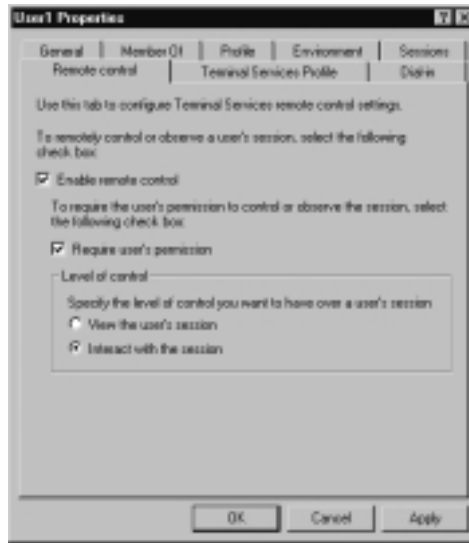 User1 Properties
General Member Of Profile Environment Sessions
Remote control Terminal Services Profile Dial-in
Use this tab to configure Terminal Services remote control settings.
To remotely control or observe a user's session, select the following
check box:
Enable remote control
To require the user's permission to control or observe the session, select
the following check box:
Require user's permission
Level of control
Specify the level of control you want to have over a user's session
View the user's session
Interact with the session
OK Cancel Apply